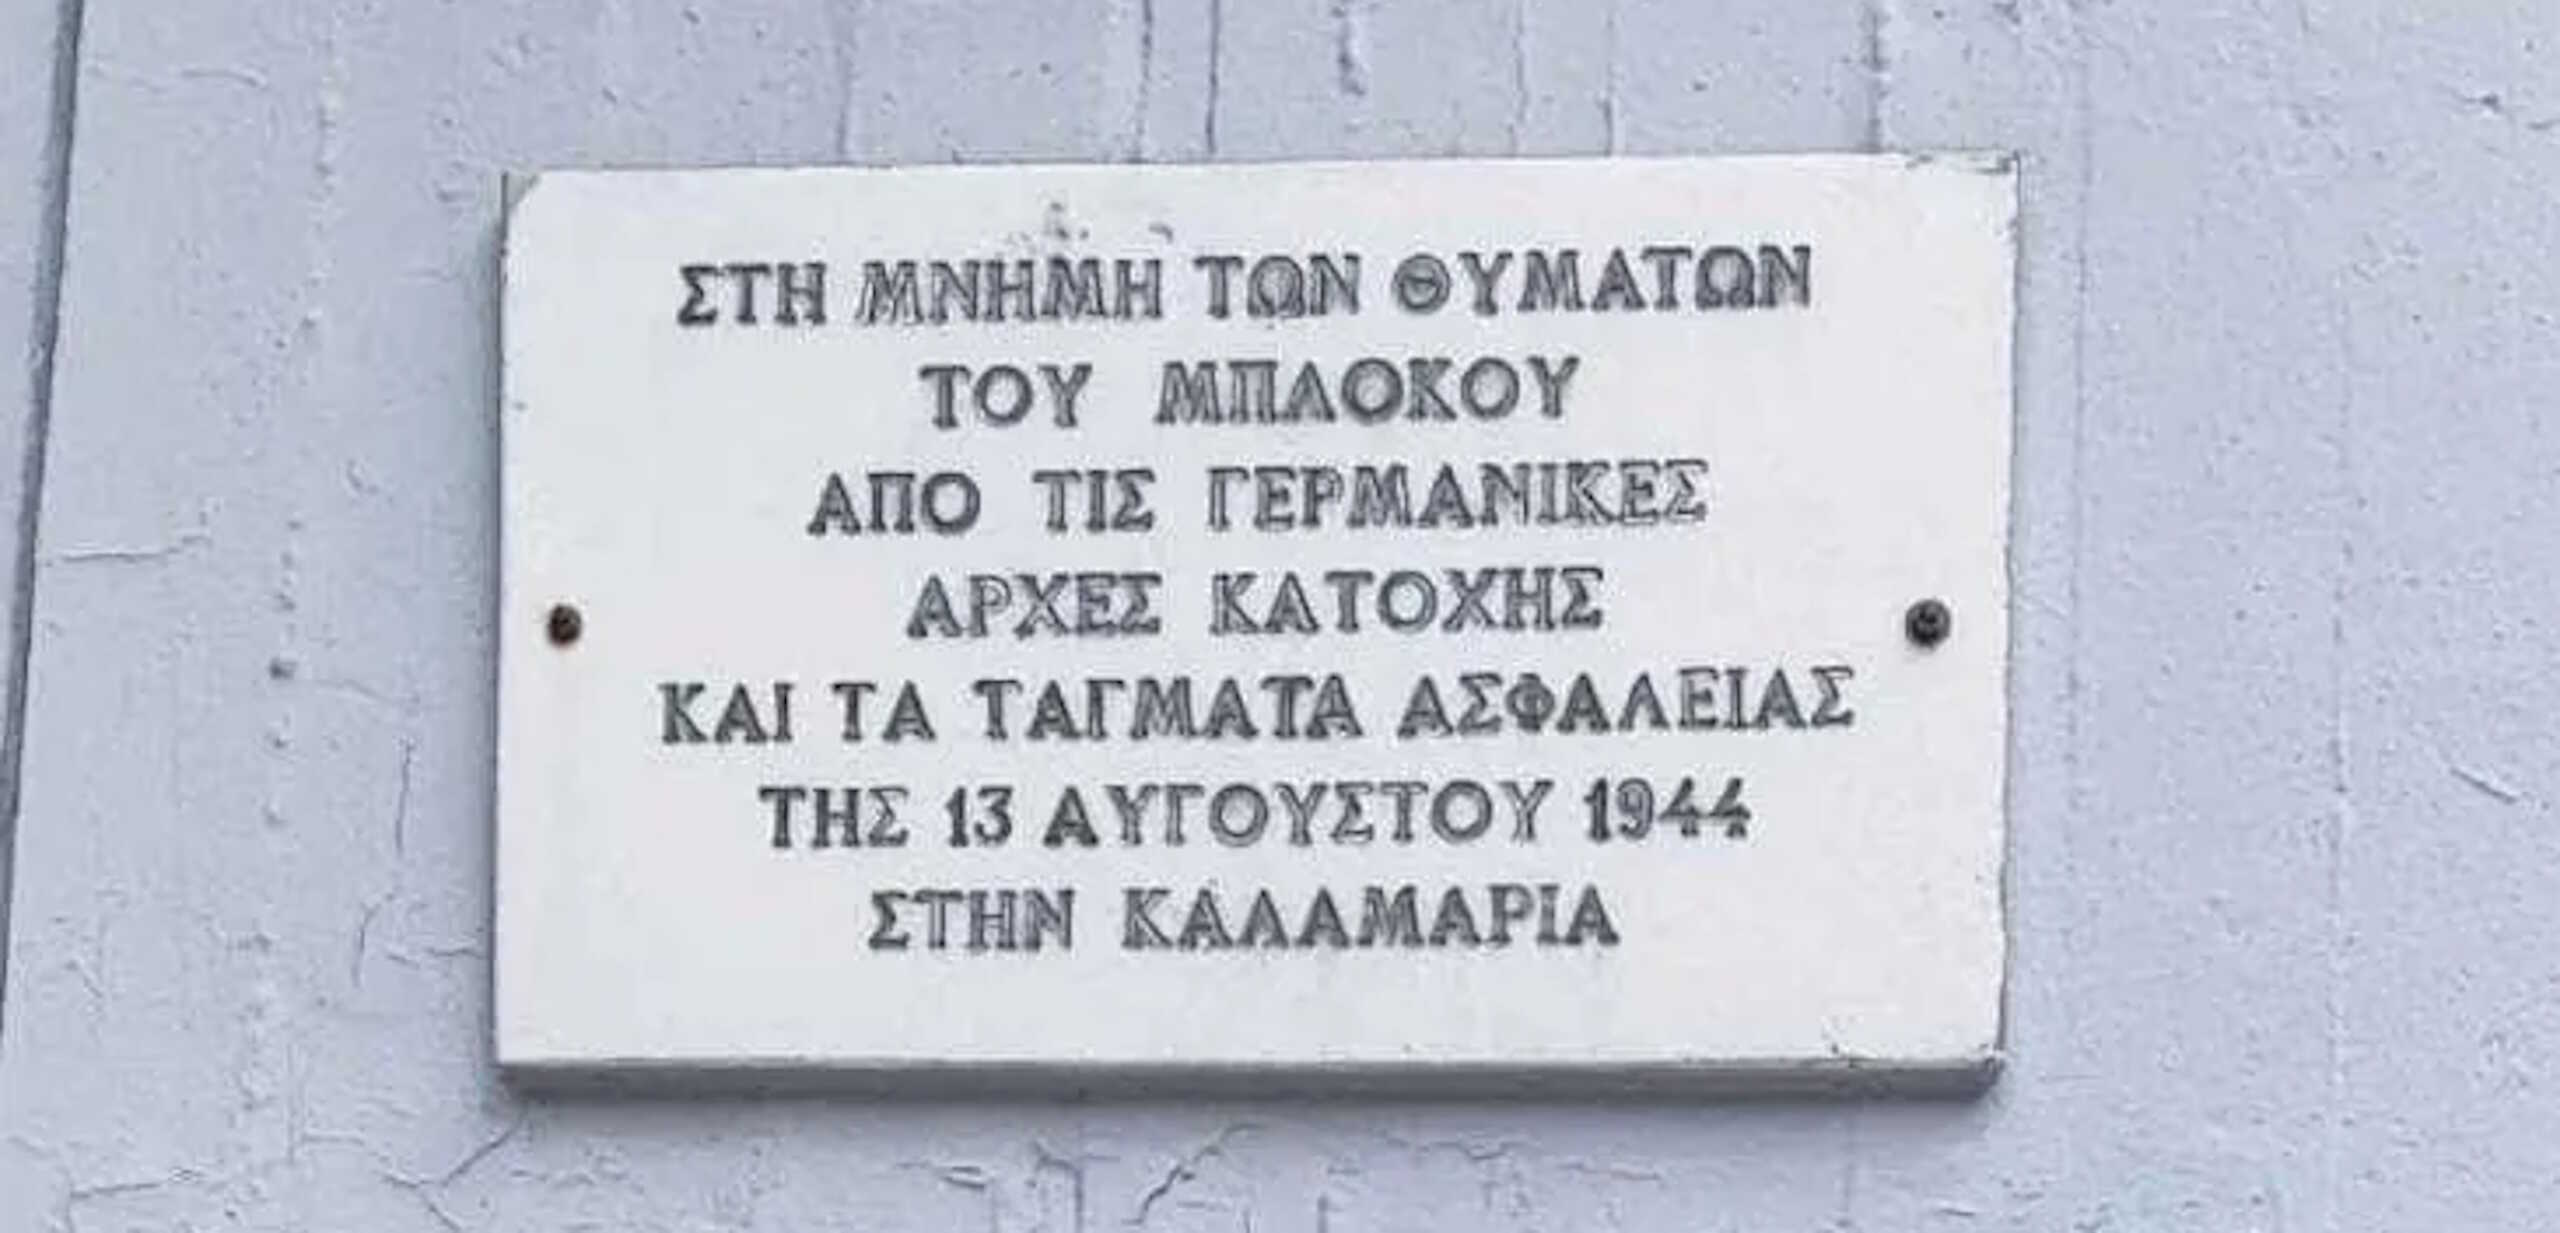 ΣΤΗ ΜΝΗΜΗ ΤΩΝ ΘΥΜΑΤΩΝ
ΤΟΥ ΜΠΛΟΚΟΥ
ΑΠΟ ΤΙΣ ΓΕΡΜΑΝΙΚΕΣ
ΑΡΧΕΣ ΚΑΤΟΧΗΣ
ΚΑΙ ΤΑ ΤΑΓΜΑΤΑ ΑΣΦΑΛΕΙΑΣ
ΤΗΣ 13 ΑΥΓΟΥΣΤΟΥ 1944
ΣΤΗΝ ΚΑΛΑΜΑΡΙΑ